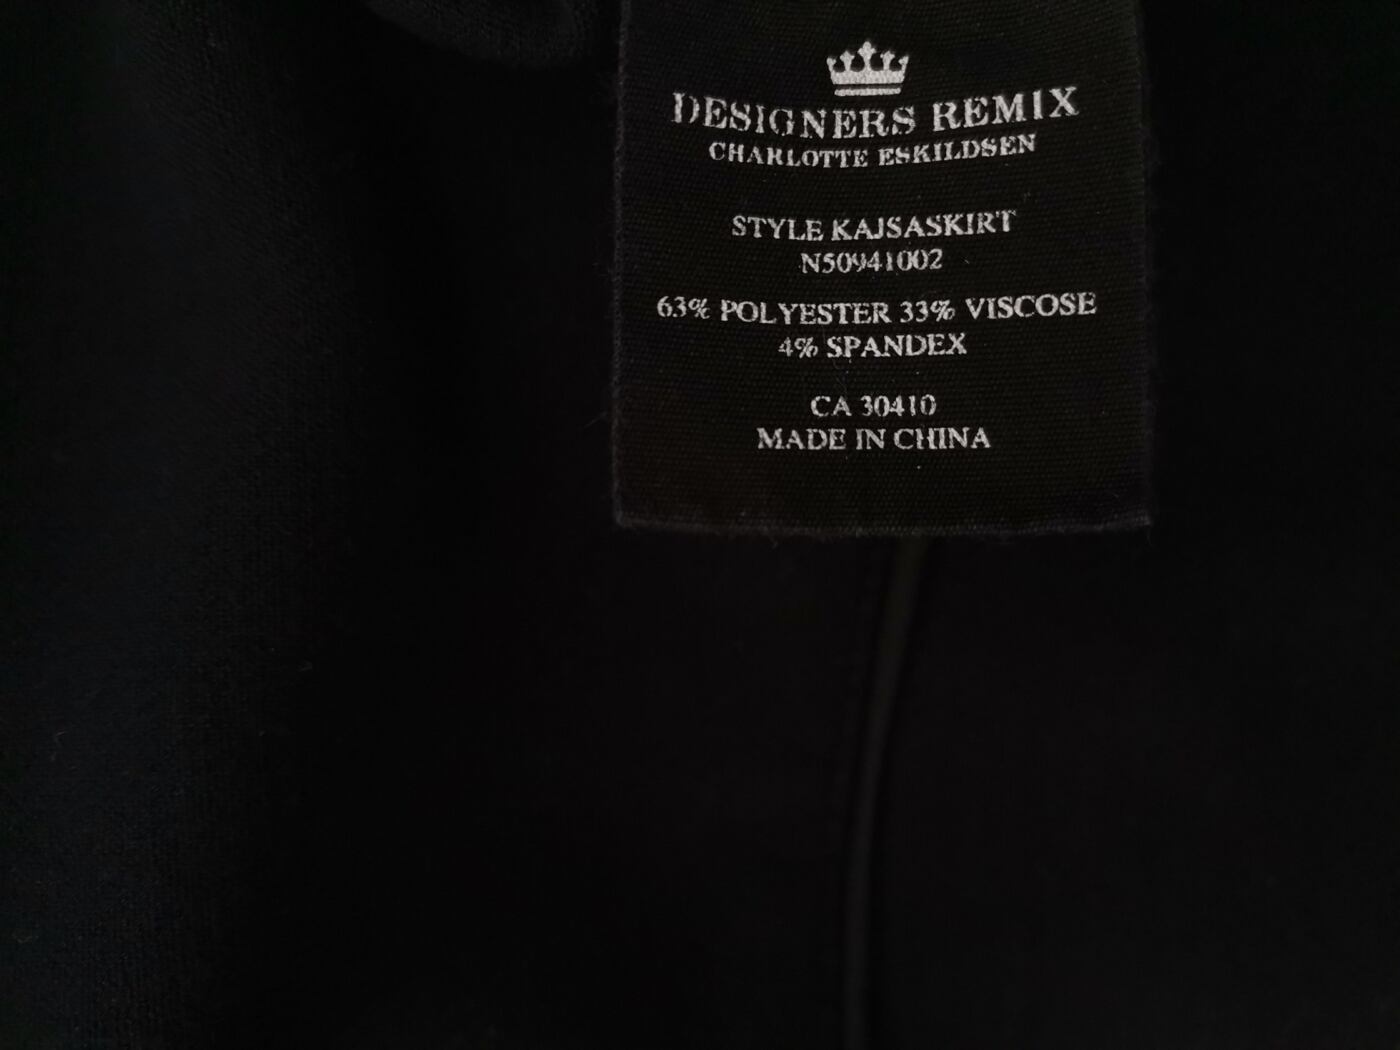 DESIGNERS REMIX
CHARLOTTE ESKILDSEN
STYLE KAJSASKIRT
N50941002
63% POLYESTER 33% VISCOSE
4% SPANDEX
CA 30410
MADE IN CHINA